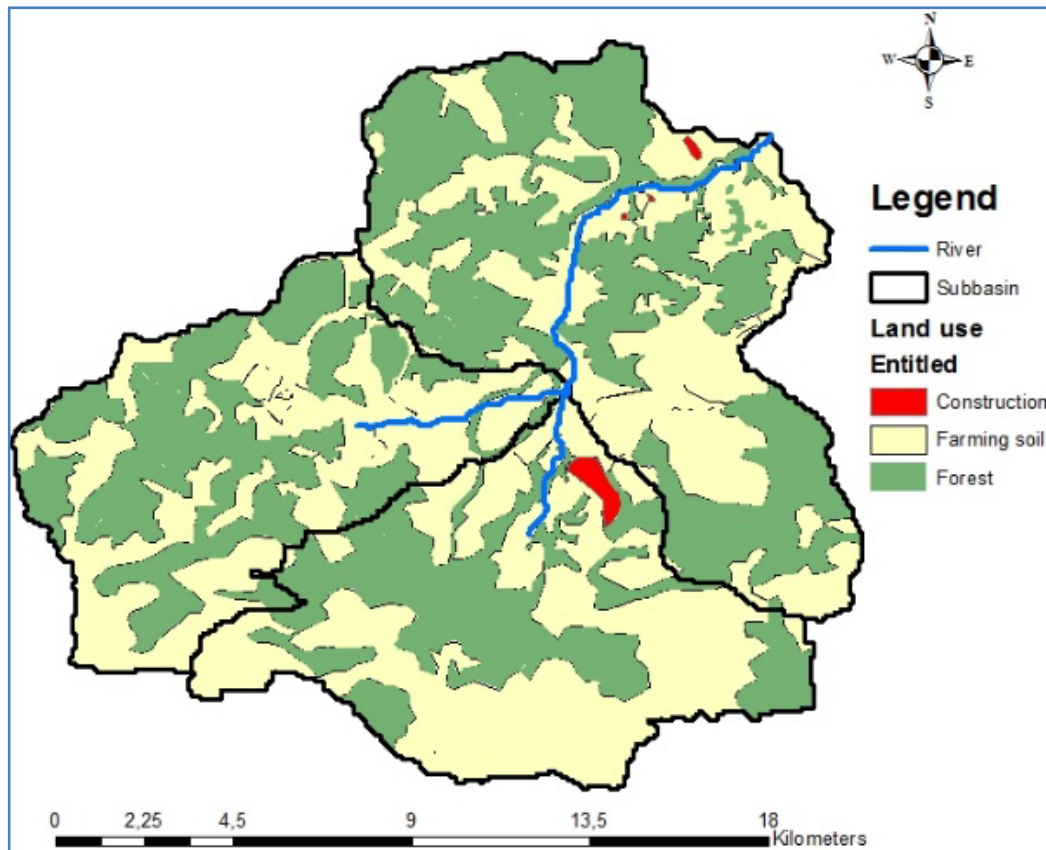 N
W E
S
Legend
River
Subbasin
Land use
Entitled
Construction
Farming soil
Forest
0 2,25 4,5 9 13,5 18
Kilometers